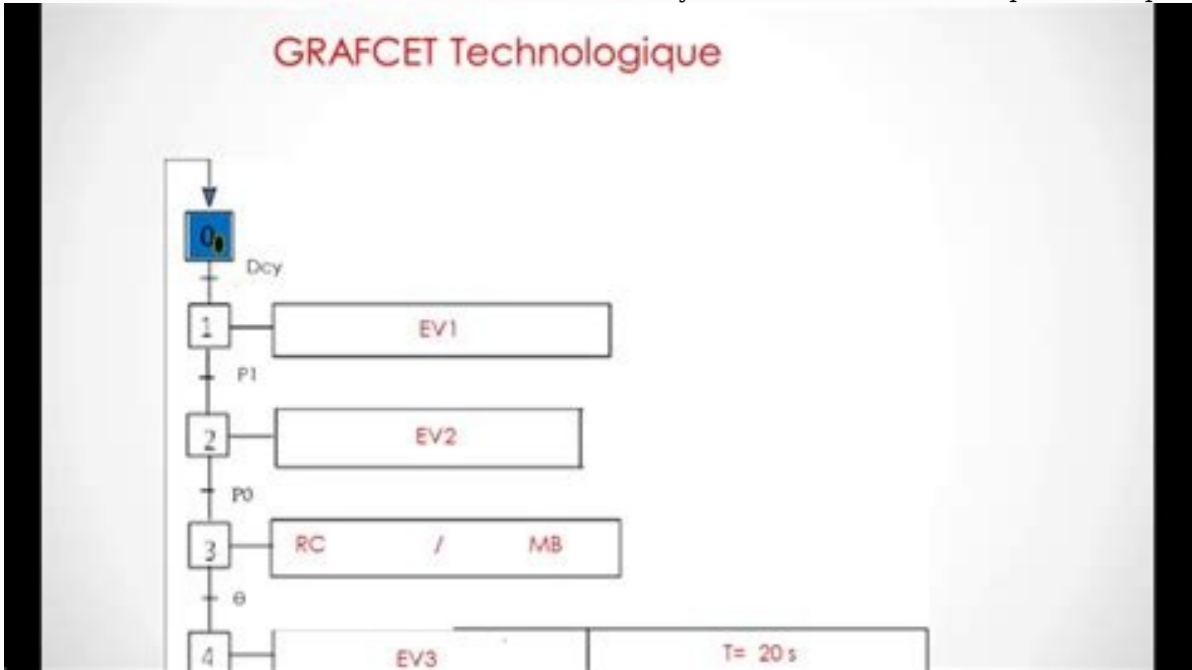 GRAFCET Technologique
0
Dcy
1 EV1
P1
2 EV2
P0
3 RC / MB
θ
4 EV3 T= 20 s